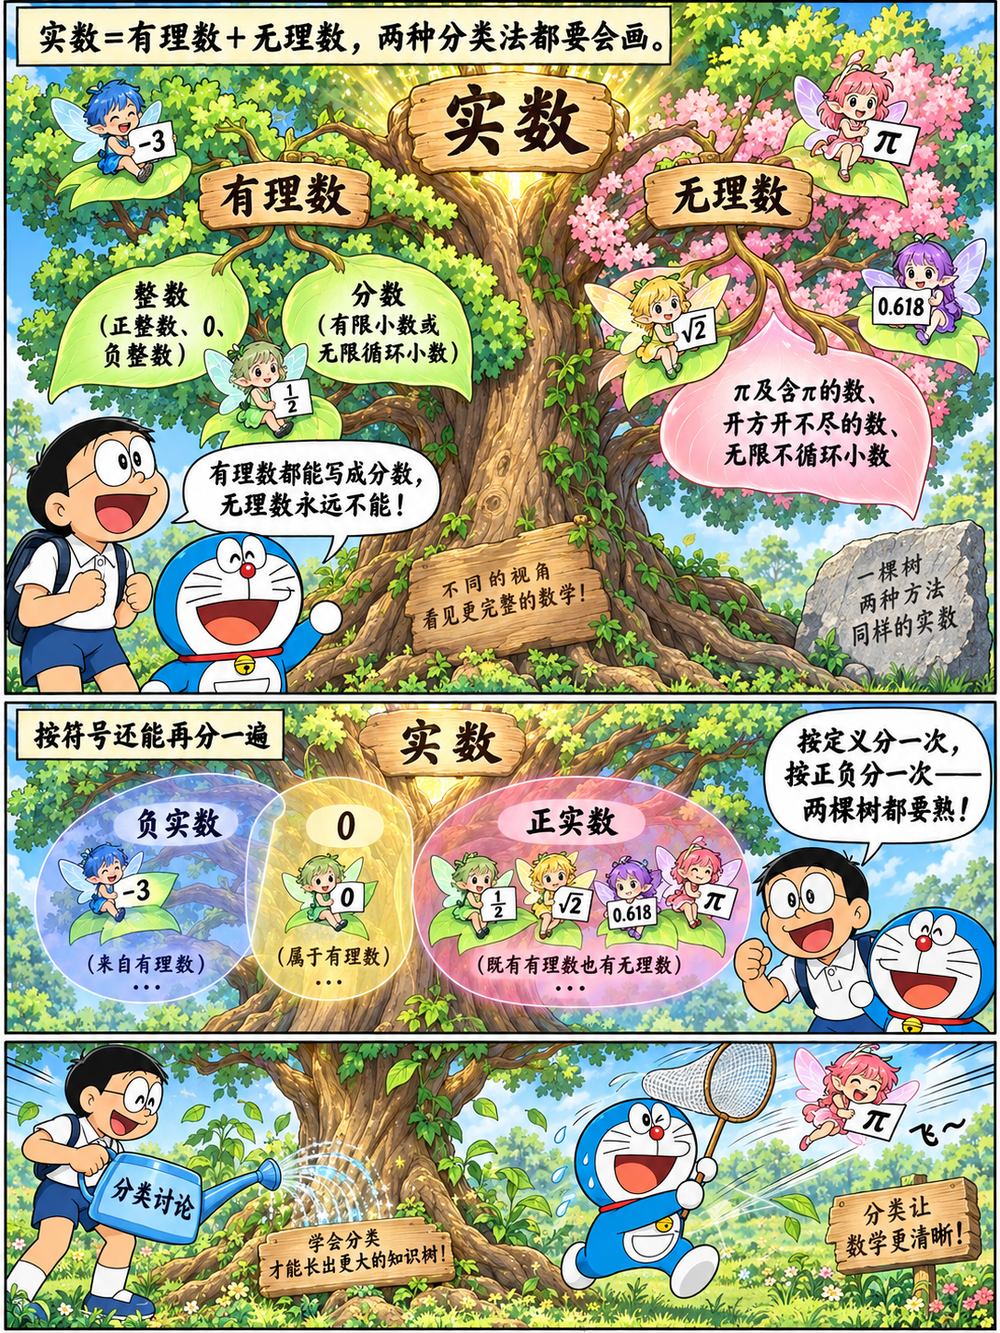 实数=有理数+无理数，两种分类法都要会画。
实数
-3
π
有理数
无理数
整数
（正整数、0、
负整数）
分数
（有限小数或
无限循环小数）
1/2
√2
0.618
π及含π的数、
开方开不尽的数、
无限不循环小数
有理数都能写成分数，
无理数永远不能！
不同的视角
看见更完整的数学！
一棵树
两种方法
同样的实数
按符号还能再分一遍
实数
按定义分一次，
按正负分一次——
两棵树都要熟！
负实数
-3
（来自有理数）
...
0
0
（属于有理数）
...
正实数
1/2
√2
0.618
π
（既有有理数也有无理数）
...
分类讨论
学会分类
才能长出更大的知识树！
π
飞～
分类让
数学更清晰！